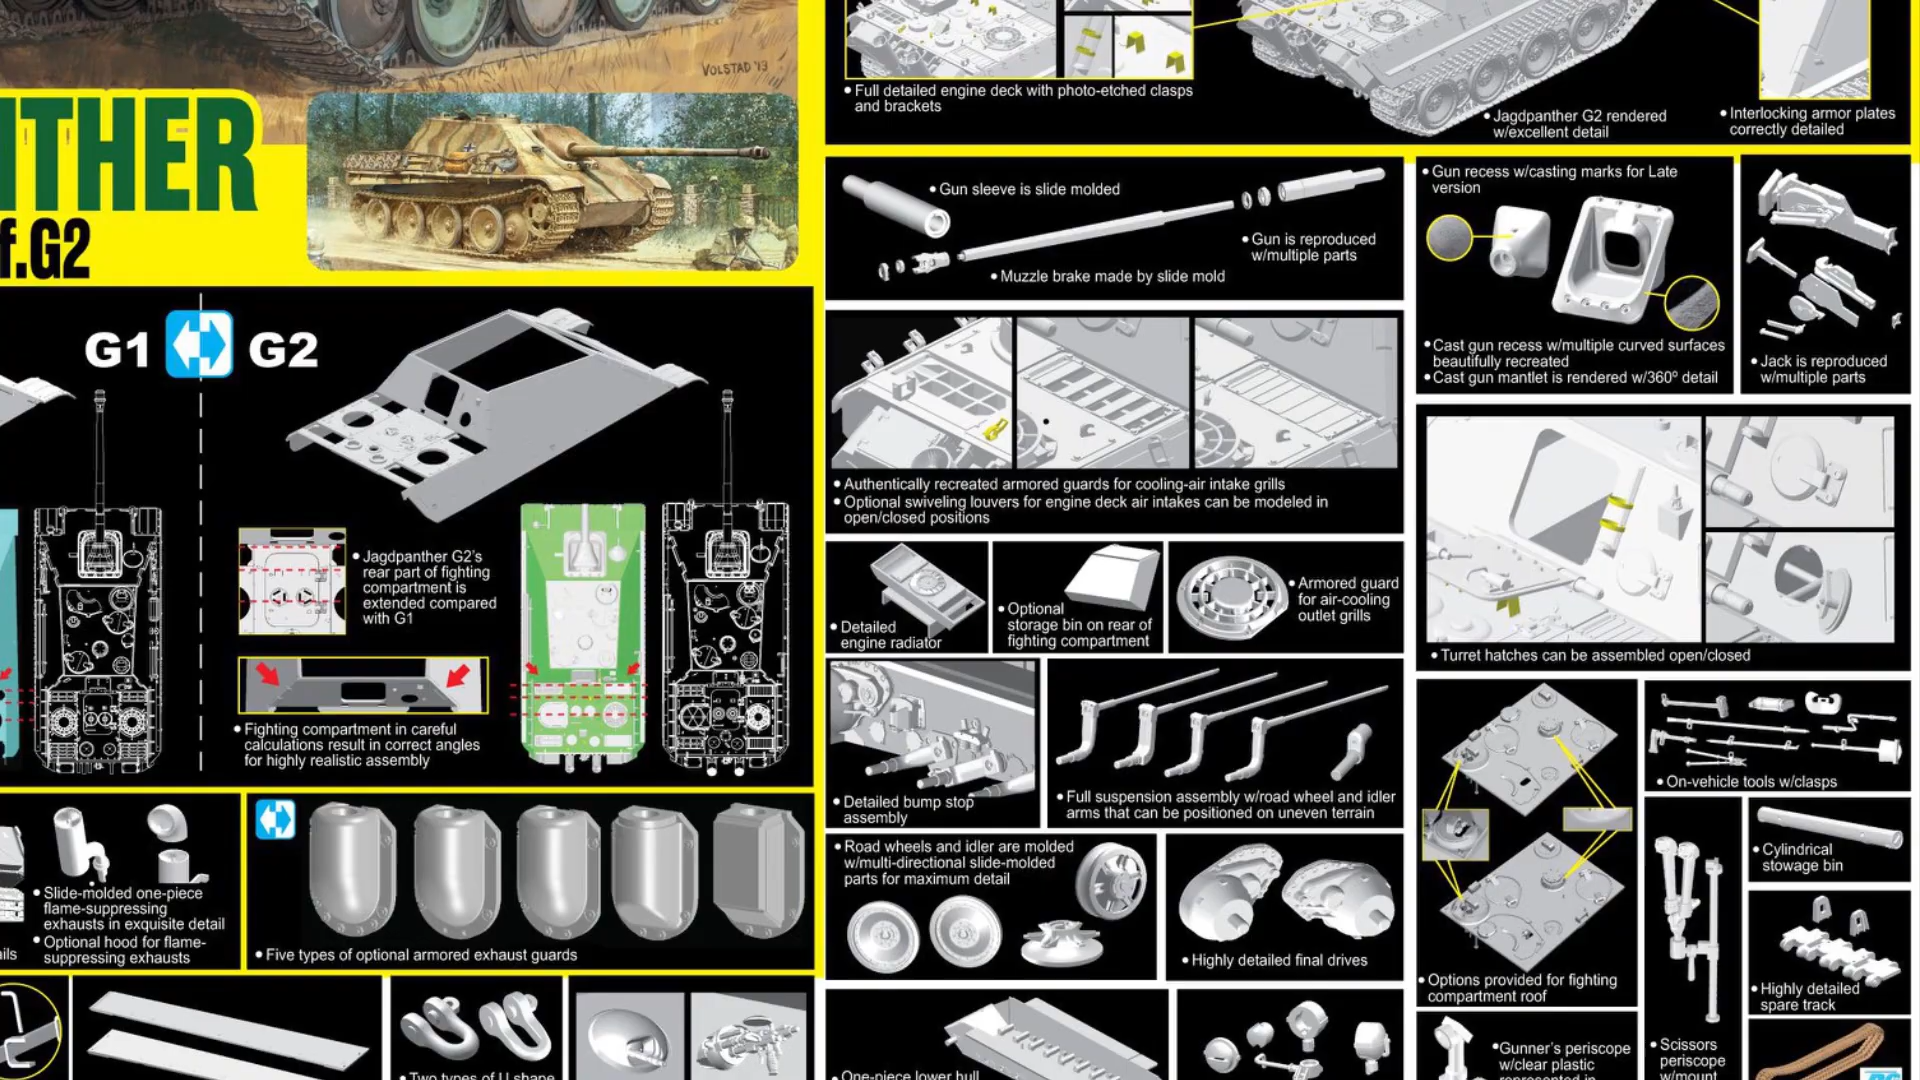 VOLSTAD '13
THER
f.G2
G1
G2
• Jagdpanther G2's
rear part of fighting
compartment is
extended compared
with G1
• Fighting compartment in careful
calculations result in correct angles
for highly realistic assembly
• Slide-molded one-piece
flame-suppressing
exhausts in exquisite detail
• Optional hood for flame-
suppressing exhausts
ails
• Five types of optional armored exhaust guards
• Two types of U shape
• Full detailed engine deck with photo-etched clasps
and brackets
• Jagdpanther G2 rendered
w/excellent detail
• Interlocking armor plates
correctly detailed
• Gun sleeve is slide molded
• Gun is reproduced
w/multiple parts
• Muzzle brake made by slide mold
• Gun recess w/casting marks for Late
version
• Cast gun recess w/multiple curved surfaces
beautifully recreated
• Cast gun mantlet is rendered w/360º detail
• Jack is reproduced
w/multiple parts
• Authentically recreated armored guards for cooling-air intake grills
• Optional swiveling louvers for engine deck air intakes can be modeled in
open/closed positions
• Detailed
engine radiator
• Optional
storage bin on rear of
fighting compartment
• Armored guard
for air-cooling
outlet grills
• Turret hatches can be assembled open/closed
• Detailed bump stop
assembly
• Full suspension assembly w/road wheel and idler
arms that can be positioned on uneven terrain
• On-vehicle tools w/clasps
• Road wheels and idler are molded
w/multi-directional slide-molded
parts for maximum detail
• Highly detailed final drives
• Cylindrical
stowage bin
• Options provided for fighting
compartment roof
• Highly detailed
spare track
• One-piece lower hull
• Gunner's periscope
w/clear plastic
represented in
• Scissors
periscope
w/mount